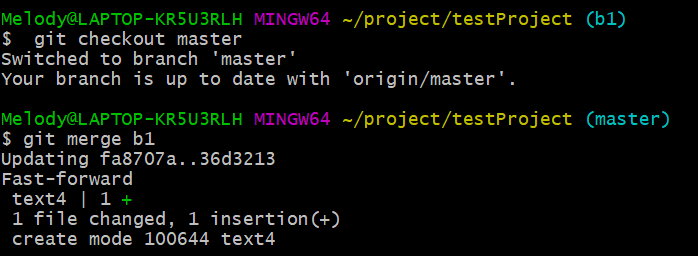 Melody@LAPTOP-KR5U3RLH MINGW64 ~/project/testProject (b1)
$  git checkout master
Switched to branch 'master'
Your branch is up to date with 'origin/master'.
Melody@LAPTOP-KR5U3RLH MINGW64 ~/project/testProject (master)
$ git merge b1
Updating fa8707a..36d3213
Fast-forward
 text4 | 1 +
 1 file changed, 1 insertion(+)
 create mode 100644 text4